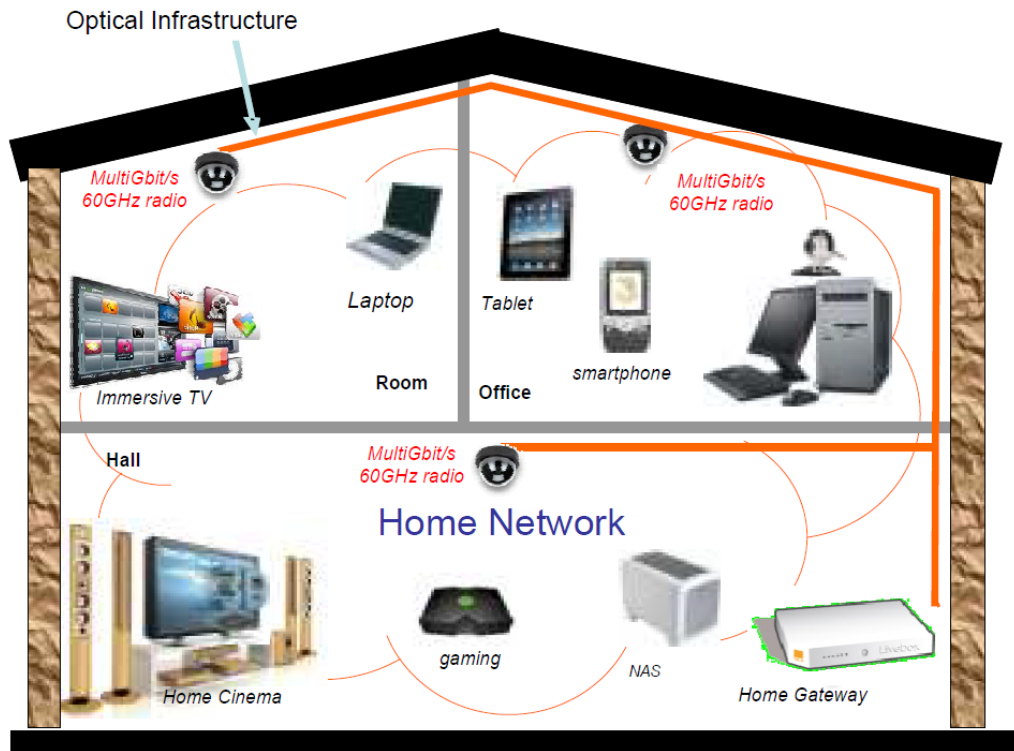 Optical Infrastructure
MultiGbit/s
60GHz radio
MultiGbit/s
60GHz radio
Laptop
Tablet
smartphone
Immersive TV
Room
Office
Hall
MultiGbit/s
60GHz radio
Home Network
Home Cinema
gaming
NAS
Livebox
Home Gateway